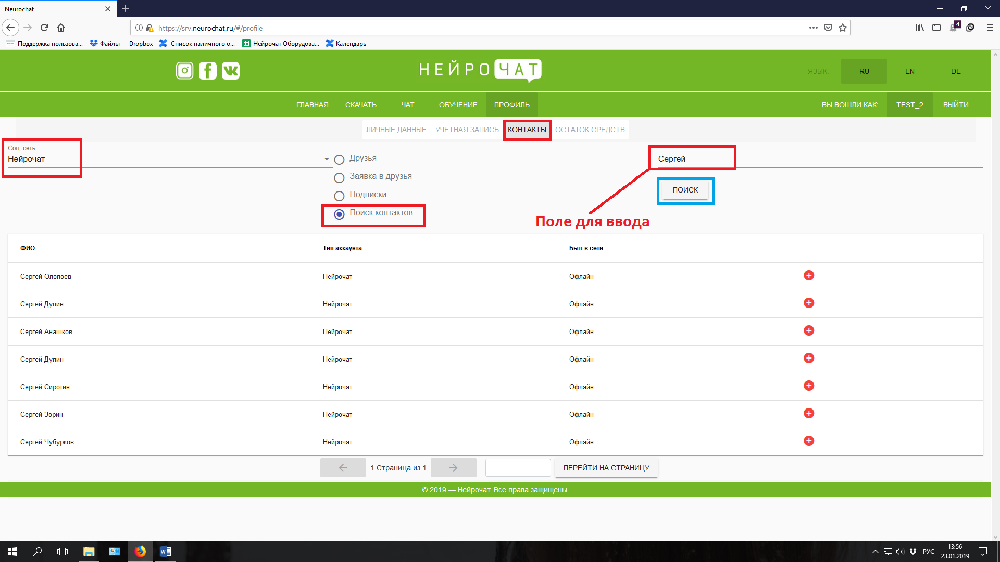 Neurochat
https://srv.neurochat.ru/#/profile
4
Поддержка пользова...
Файлы — Dropbox
Список наличного о...
Нейрочат Оборудова...
Календарь
НЕЙРОЧАТ
ЯЗЫК:
RU
EN
DE
ГЛАВНАЯ
СКАЧАТЬ
ЧАТ
ОБУЧЕНИЕ
ПРОФИЛЬ
ВЫ ВОШЛИ КАК:
TEST_2
ВЫЙТИ
ЛИЧНЫЕ ДАННЫЕ
УЧЕТНАЯ ЗАПИСЬ
КОНТАКТЫ
ОСТАТОК СРЕДСТВ
Соц. сеть
Нейрочат
Друзья
Заявка в друзья
Подписки
Поиск контактов
Сергей
ПОИСК
Поле для ввода
ФИО Тип аккаунта Был в сети
Сергей Ололоев Нейрочат Офлайн
Сергей Дулин Нейрочат Офлайн
Сергей Анашков Нейрочат Офлайн
Сергей Дулин Нейрочат Офлайн
Сергей Сиротин Нейрочат Офлайн
Сергей Зорин Нейрочат Офлайн
Сергей Чубурков Нейрочат Офлайн
1 Страница из 1
ПЕРЕЙТИ НА СТРАНИЦУ
© 2019 — Нейрочат. Все права защищены.
РУС
13:56
23.01.2019